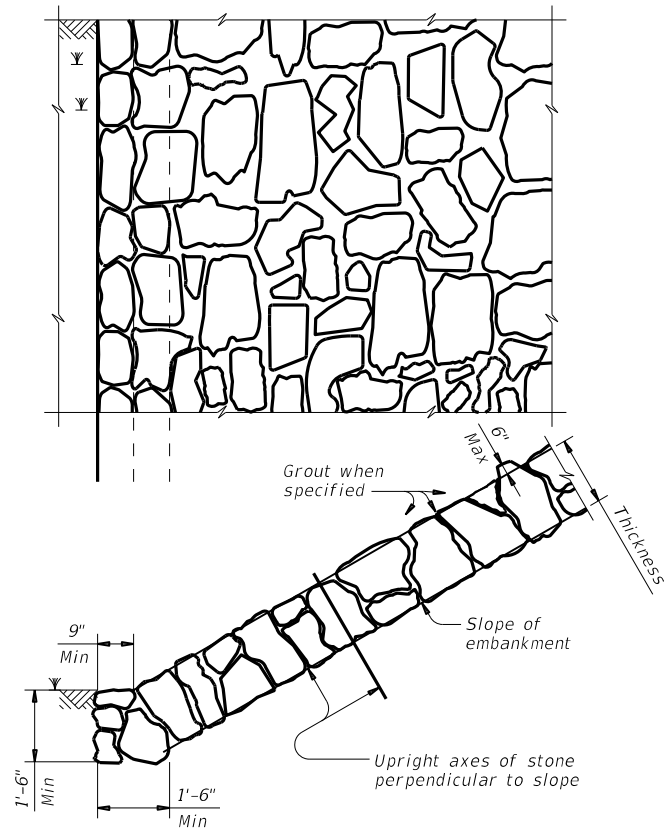 6"
Max
Grout when
specified
Thickness
Slope of
embankment
9"
Min
1'-6"
Min
Upright axes of stone
perpendicular to slope
1'-6"
Min